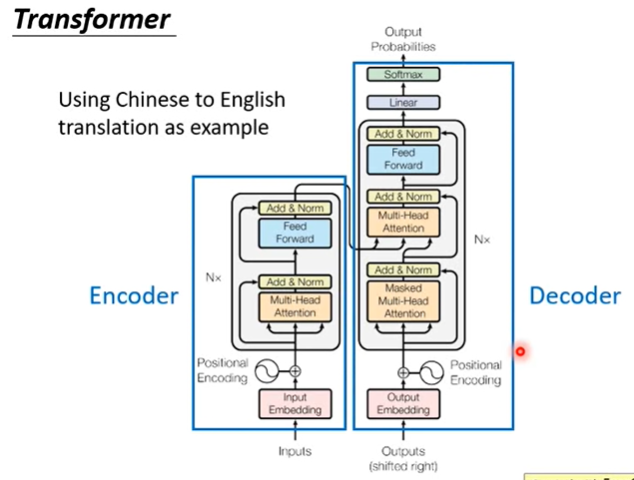 Transformer
Using Chinese to English
translation as example
Output
Probabilities
Softmax
Linear
Add & Norm
Feed
Forward
Add & Norm
Multi-Head
Attention
Add & Norm
Masked
Multi-Head
Attention
Nx
Decoder
Positional
Encoding
Output
Embedding
Outputs
(shifted right)
Encoder
Nx
Add & Norm
Feed
Forward
Add & Norm
Multi-Head
Attention
Positional
Encoding
Input
Embedding
Inputs